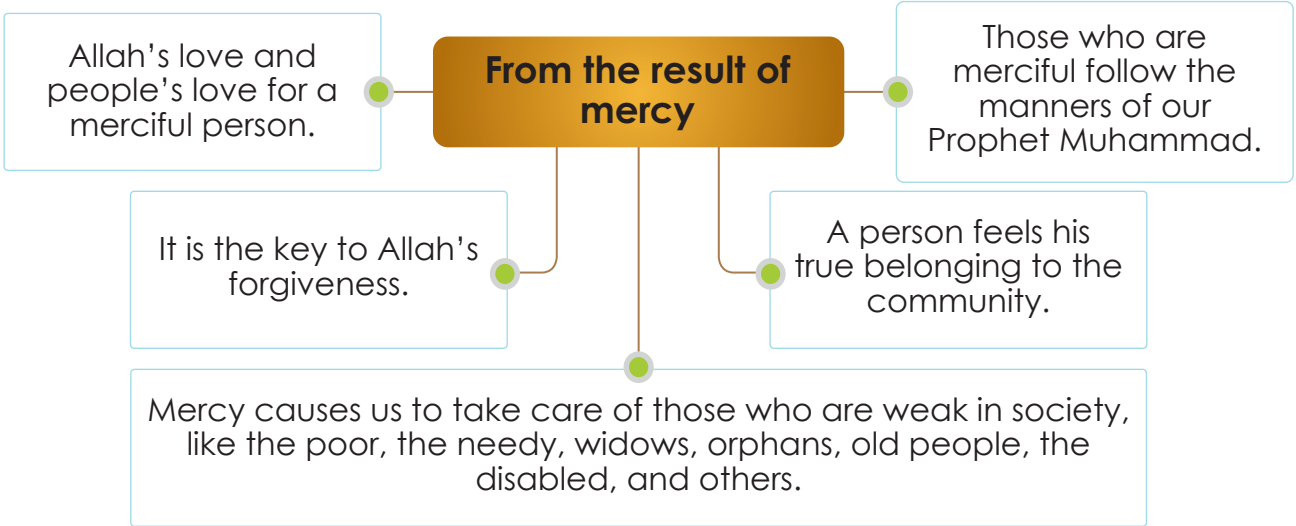 Allah’s love and
people’s love for a
merciful person.
From the result of
mercy
Those who are
merciful follow the
manners of our
Prophet Muhammad.
It is the key to Allah’s
forgiveness.
A person feels his
true belonging to the
community.
Mercy causes us to take care of those who are weak in society,
like the poor, the needy, widows, orphans, old people, the
disabled, and others.